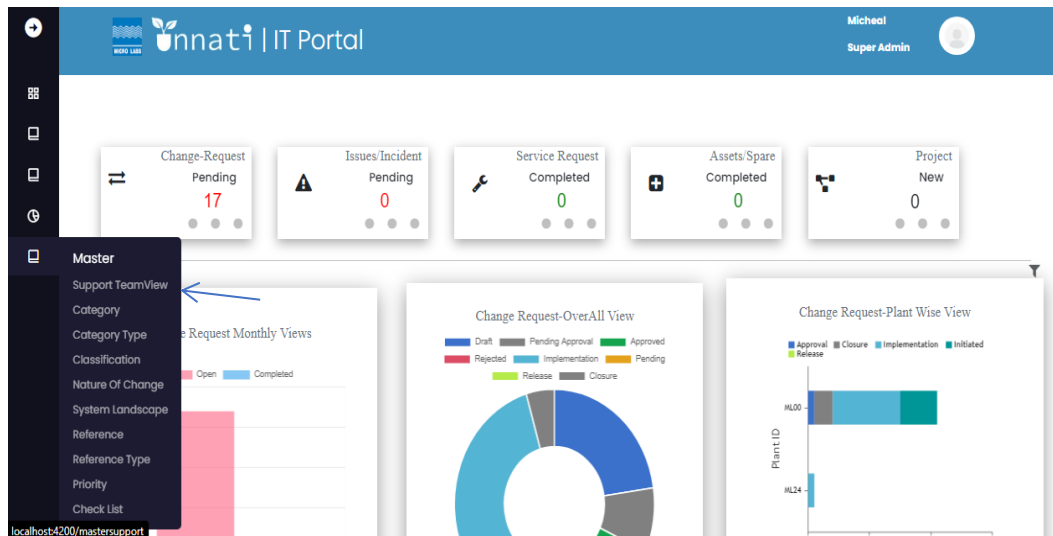 Micheal
MICRO LABS
Unnati | IT Portal
Super Admin
Change-Request
Pending
17
Issues/Incident
Pending
0
Service Request
Completed
0
Assets/Spare
Completed
0
Project
New
0
Master
Support TeamView
Category
Category Type
Classification
Nature Of Change
System Landscape
Reference
Reference Type
Priority
Check List
localhost:4200/mastersupport
Request Monthly Views
Open Completed
Change Request-OverAll View
Draft Pending Approval Approved
Rejected Implementation Pending
Release Closure
Change Request-Plant Wise View
Approval Closure Implementation Initiated
Release
Plant ID
ML00
ML24